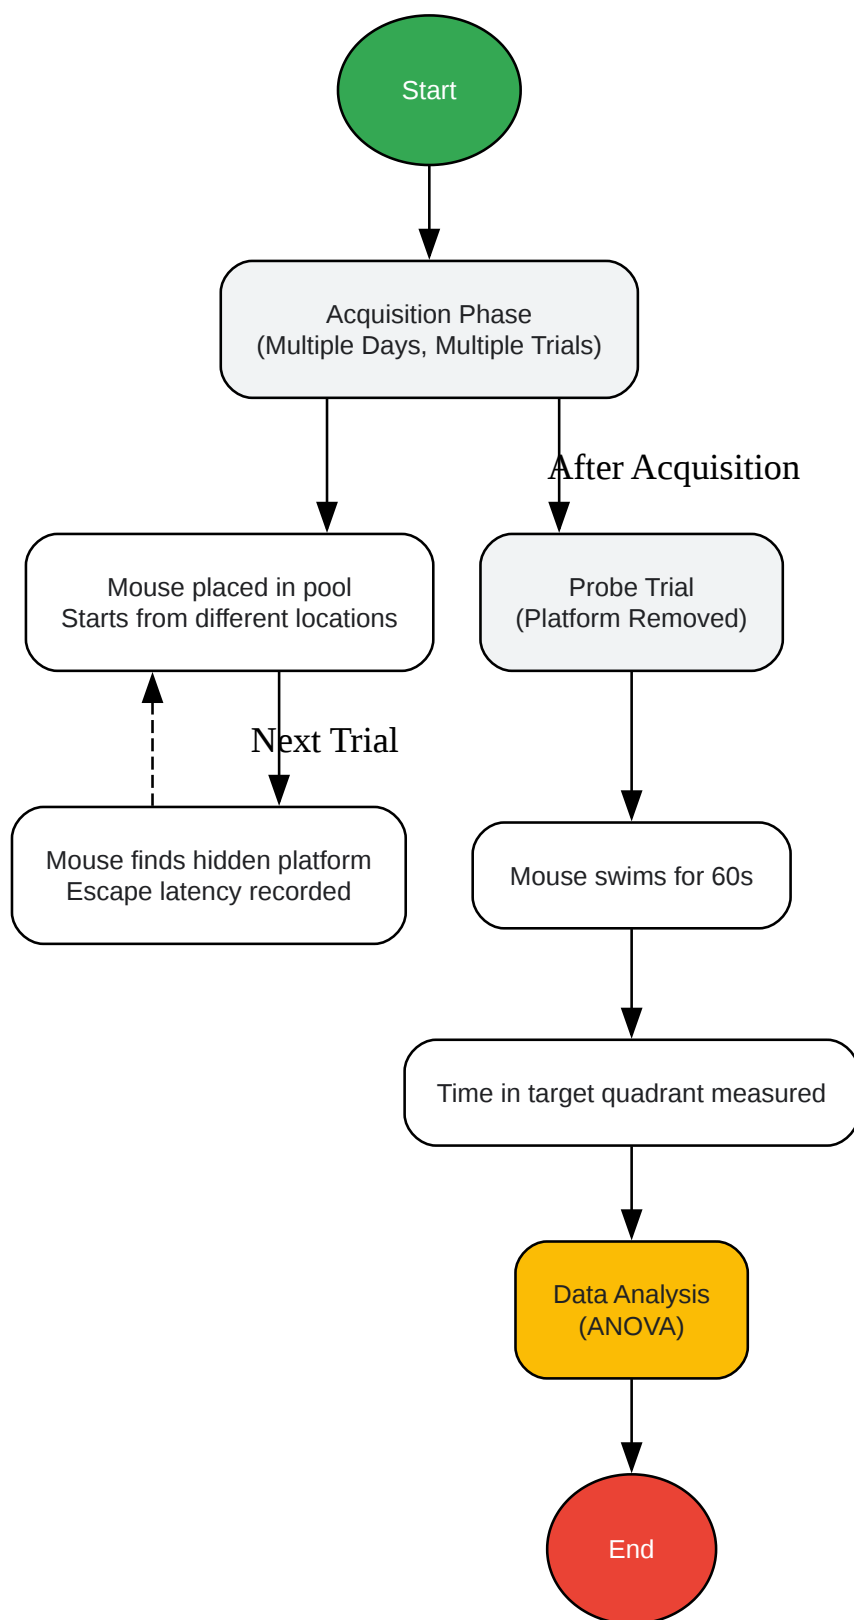 Start
Acquisition Phase
(Multiple Days, Multiple Trials)
After Acquisition
Mouse placed in pool
Starts from different locations
Probe Trial
(Platform Removed)
Next Trial
Mouse finds hidden platform
Escape latency recorded
Mouse swims for 60s
Time in target quadrant measured
Data Analysis
(ANOVA)
End